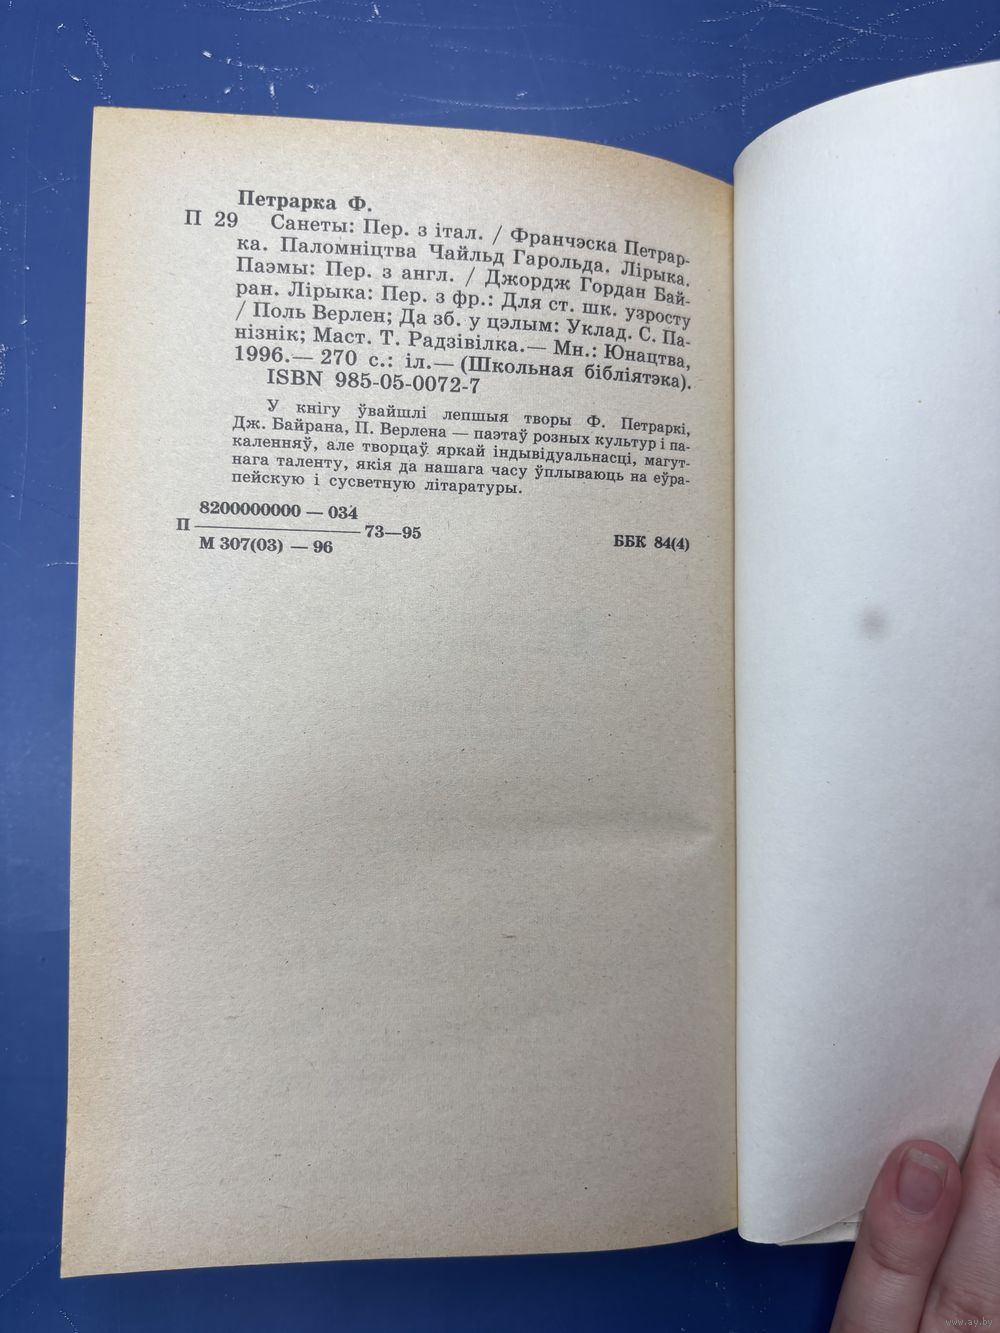 Петрарка Ф.
П 29 Санеты: Пер. з італ. / Франчэска Петрар-
ка. Паломніцтва Чайльд Гарольда. Лірыка.
Паэмы: Пер. з англ. / Джордж Гордан Бай-
ран. Лірыка: Пер. з фр.: Для ст. шк. узросту
/ Поль Верлен; Да зб. у цэлым: Уклад. С. Па-
нізнік; Маст. Т. Радзівілка.— Мн.: Юнацтва,
1996.— 270 с.: іл.— (Школьная бібліятэка).
ISBN 985-05-0072-7
У кнігу ўвайшлі лепшыя творы Ф. Петраркі,
Дж. Байрана, П. Верлена — паэтаў розных культур і па-
каленняў, але творцаў яркай індывідуальнасці, магут-
нага таленту, якія да нашага часу ўплываюць на еўра-
пейскую і сусветную літаратуры.
8200000000 — 034
П 73—95
М 307(03) — 96
ББК 84(4)
www.ay.by